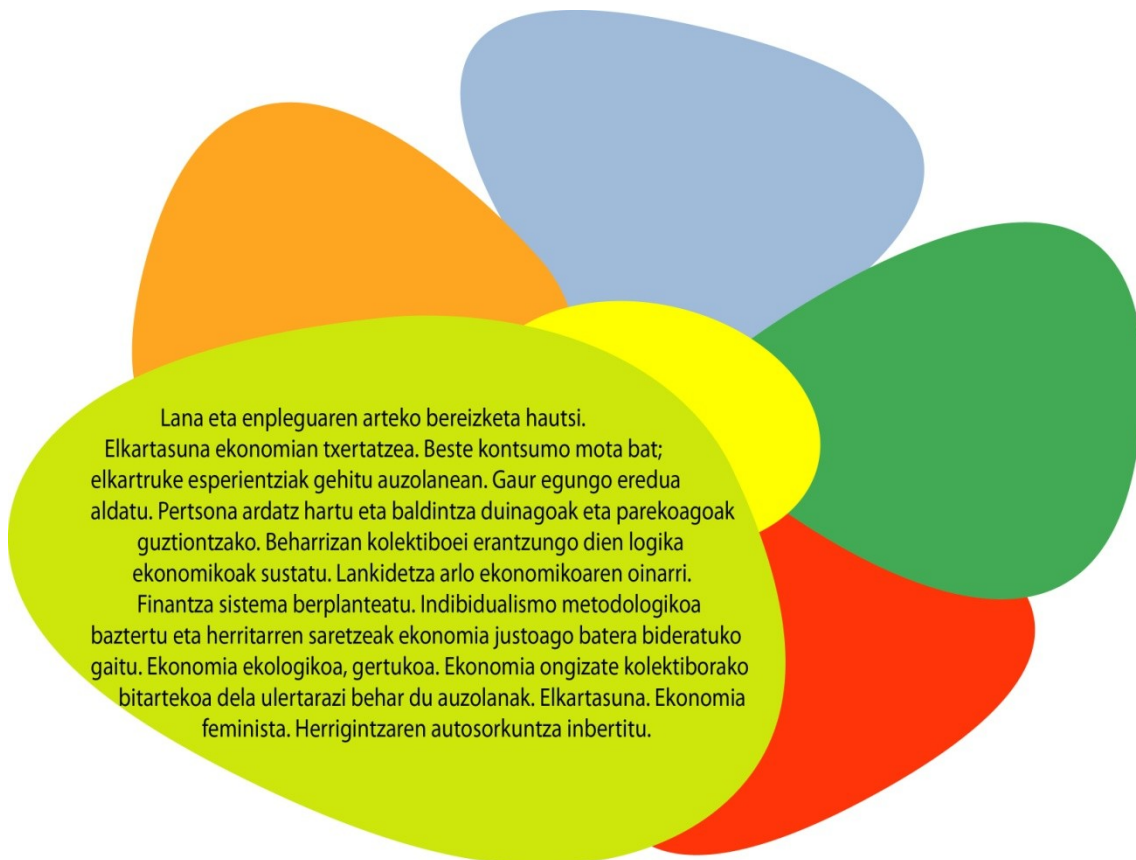 Lana eta enpleguaren arteko bereizketa hautsi.
Elkartasuna ekonomian txertatzea. Beste kontsumo mota bat;
elkartruke esperientziak gehitu auzolanean. Gaur egungo eredua
aldatu. Pertsona ardatz hartu eta baldintza duinagoak eta parekoagoak
guztiontzako. Beharrizan kolektiboei erantzungo dien logika
ekonomikoak sustatu. Lankidetza arlo ekonomikoaren oinarri.
Finantza sistema berplanteatu. Indibidualismo metodologikoa
baztertu eta herritarren saretzeak ekonomia justoago batera bideratuko
gaitu. Ekonomia ekologikoa, gertukoa. Ekonomia ongizate kolektiborako
bitartekoa dela ulertarazi behar du auzolanak. Elkartasuna. Ekonomia
feminista. Herrigintzaren autosorkuntza inbertitu.